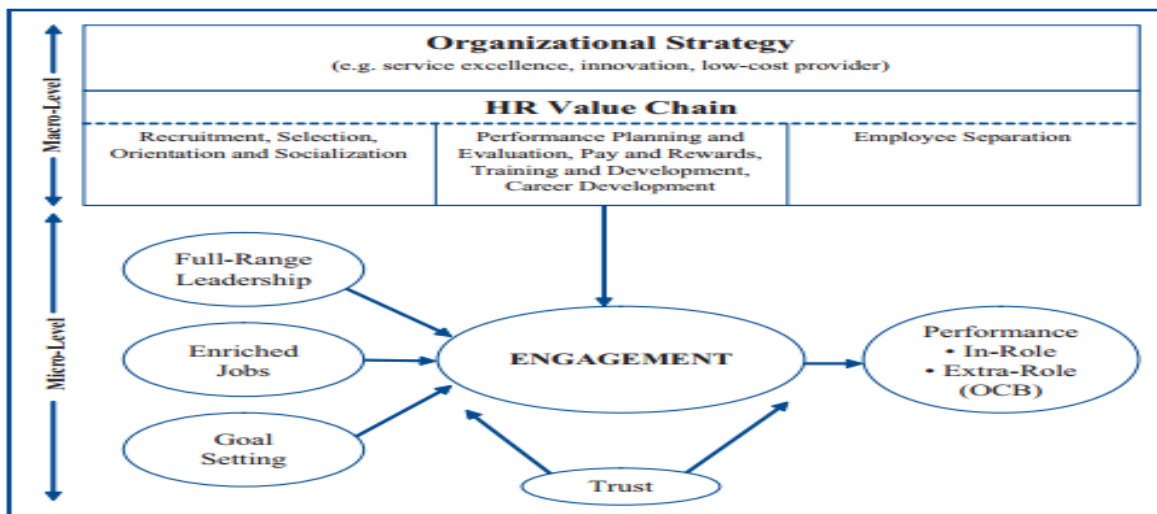 Organizational Strategy
(e.g. service excellence, innovation, low-cost provider)
HR Value Chain
Recruitment, Selection,
Orientation and Socialization
Performance Planning and
Evaluation, Pay and Rewards,
Training and Development,
Career Development
Employee Separation
Macro-Level
Micro-Level
Full-Range
Leadership
Enriched
Jobs
Goal
Setting
ENGAGEMENT
Trust
Performance
• In-Role
• Extra-Role
(OCB)